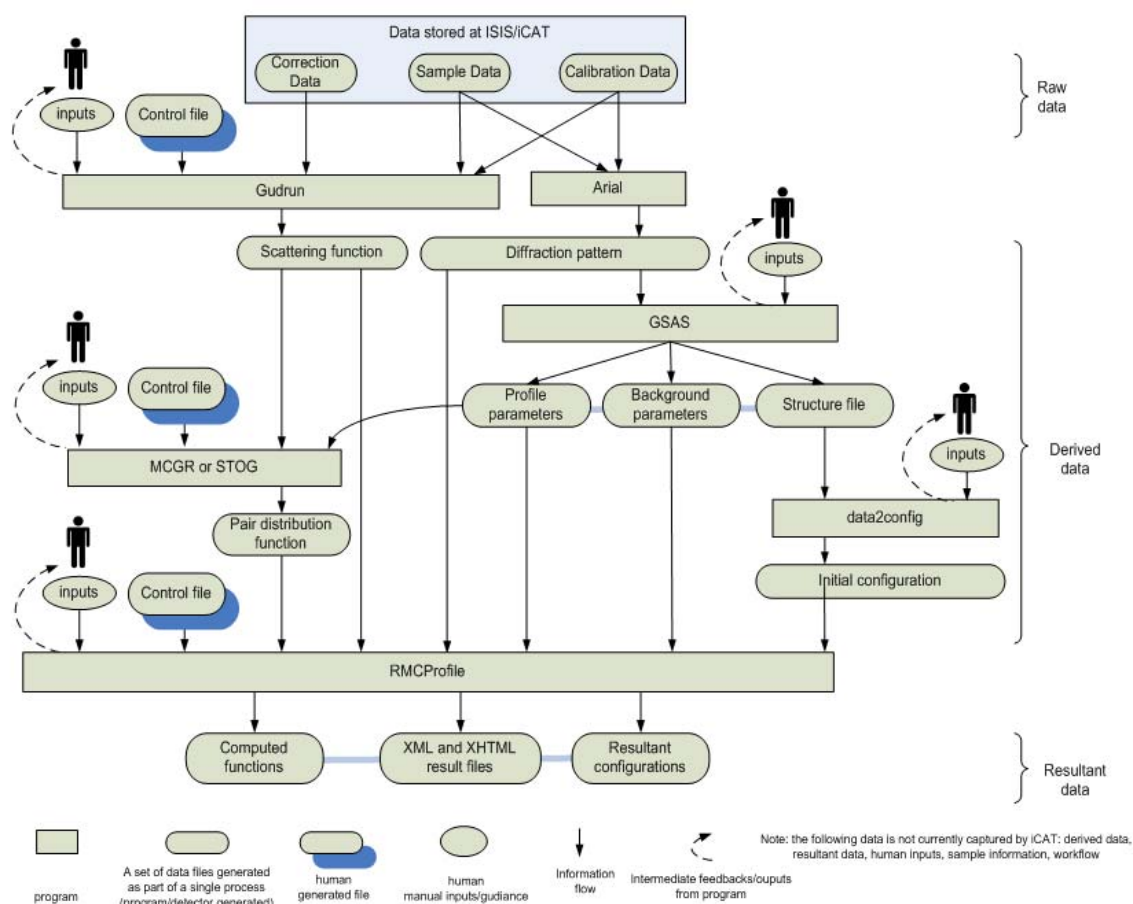 Data stored at ISIS/iCAT
Correction
Data
Sample Data
Calibration Data
Raw
data
inputs
Control file
Gudrun
Arial
Scattering function
Diffraction pattern
inputs
GSAS
inputs
Control file
Profile
parameters
Background
parameters
Structure file
inputs
Derived
data
MCGR or STOG
data2config
Pair distribution
function
Initial configuration
inputs
Control file
RMCProfile
Computed
functions
XML and XHTML
result files
Resultant
configurations
Resultant
data
program
A set of data files generated
as part of a single process
(program/detector generated)
human
generated file
human
manual inputs/gudiance
Information
flow
Intermediate feedbacks/ouputs
from program
Note: the following data is not currently captured by iCAT: derived data,
resultant data, human inputs, sample information, workflow